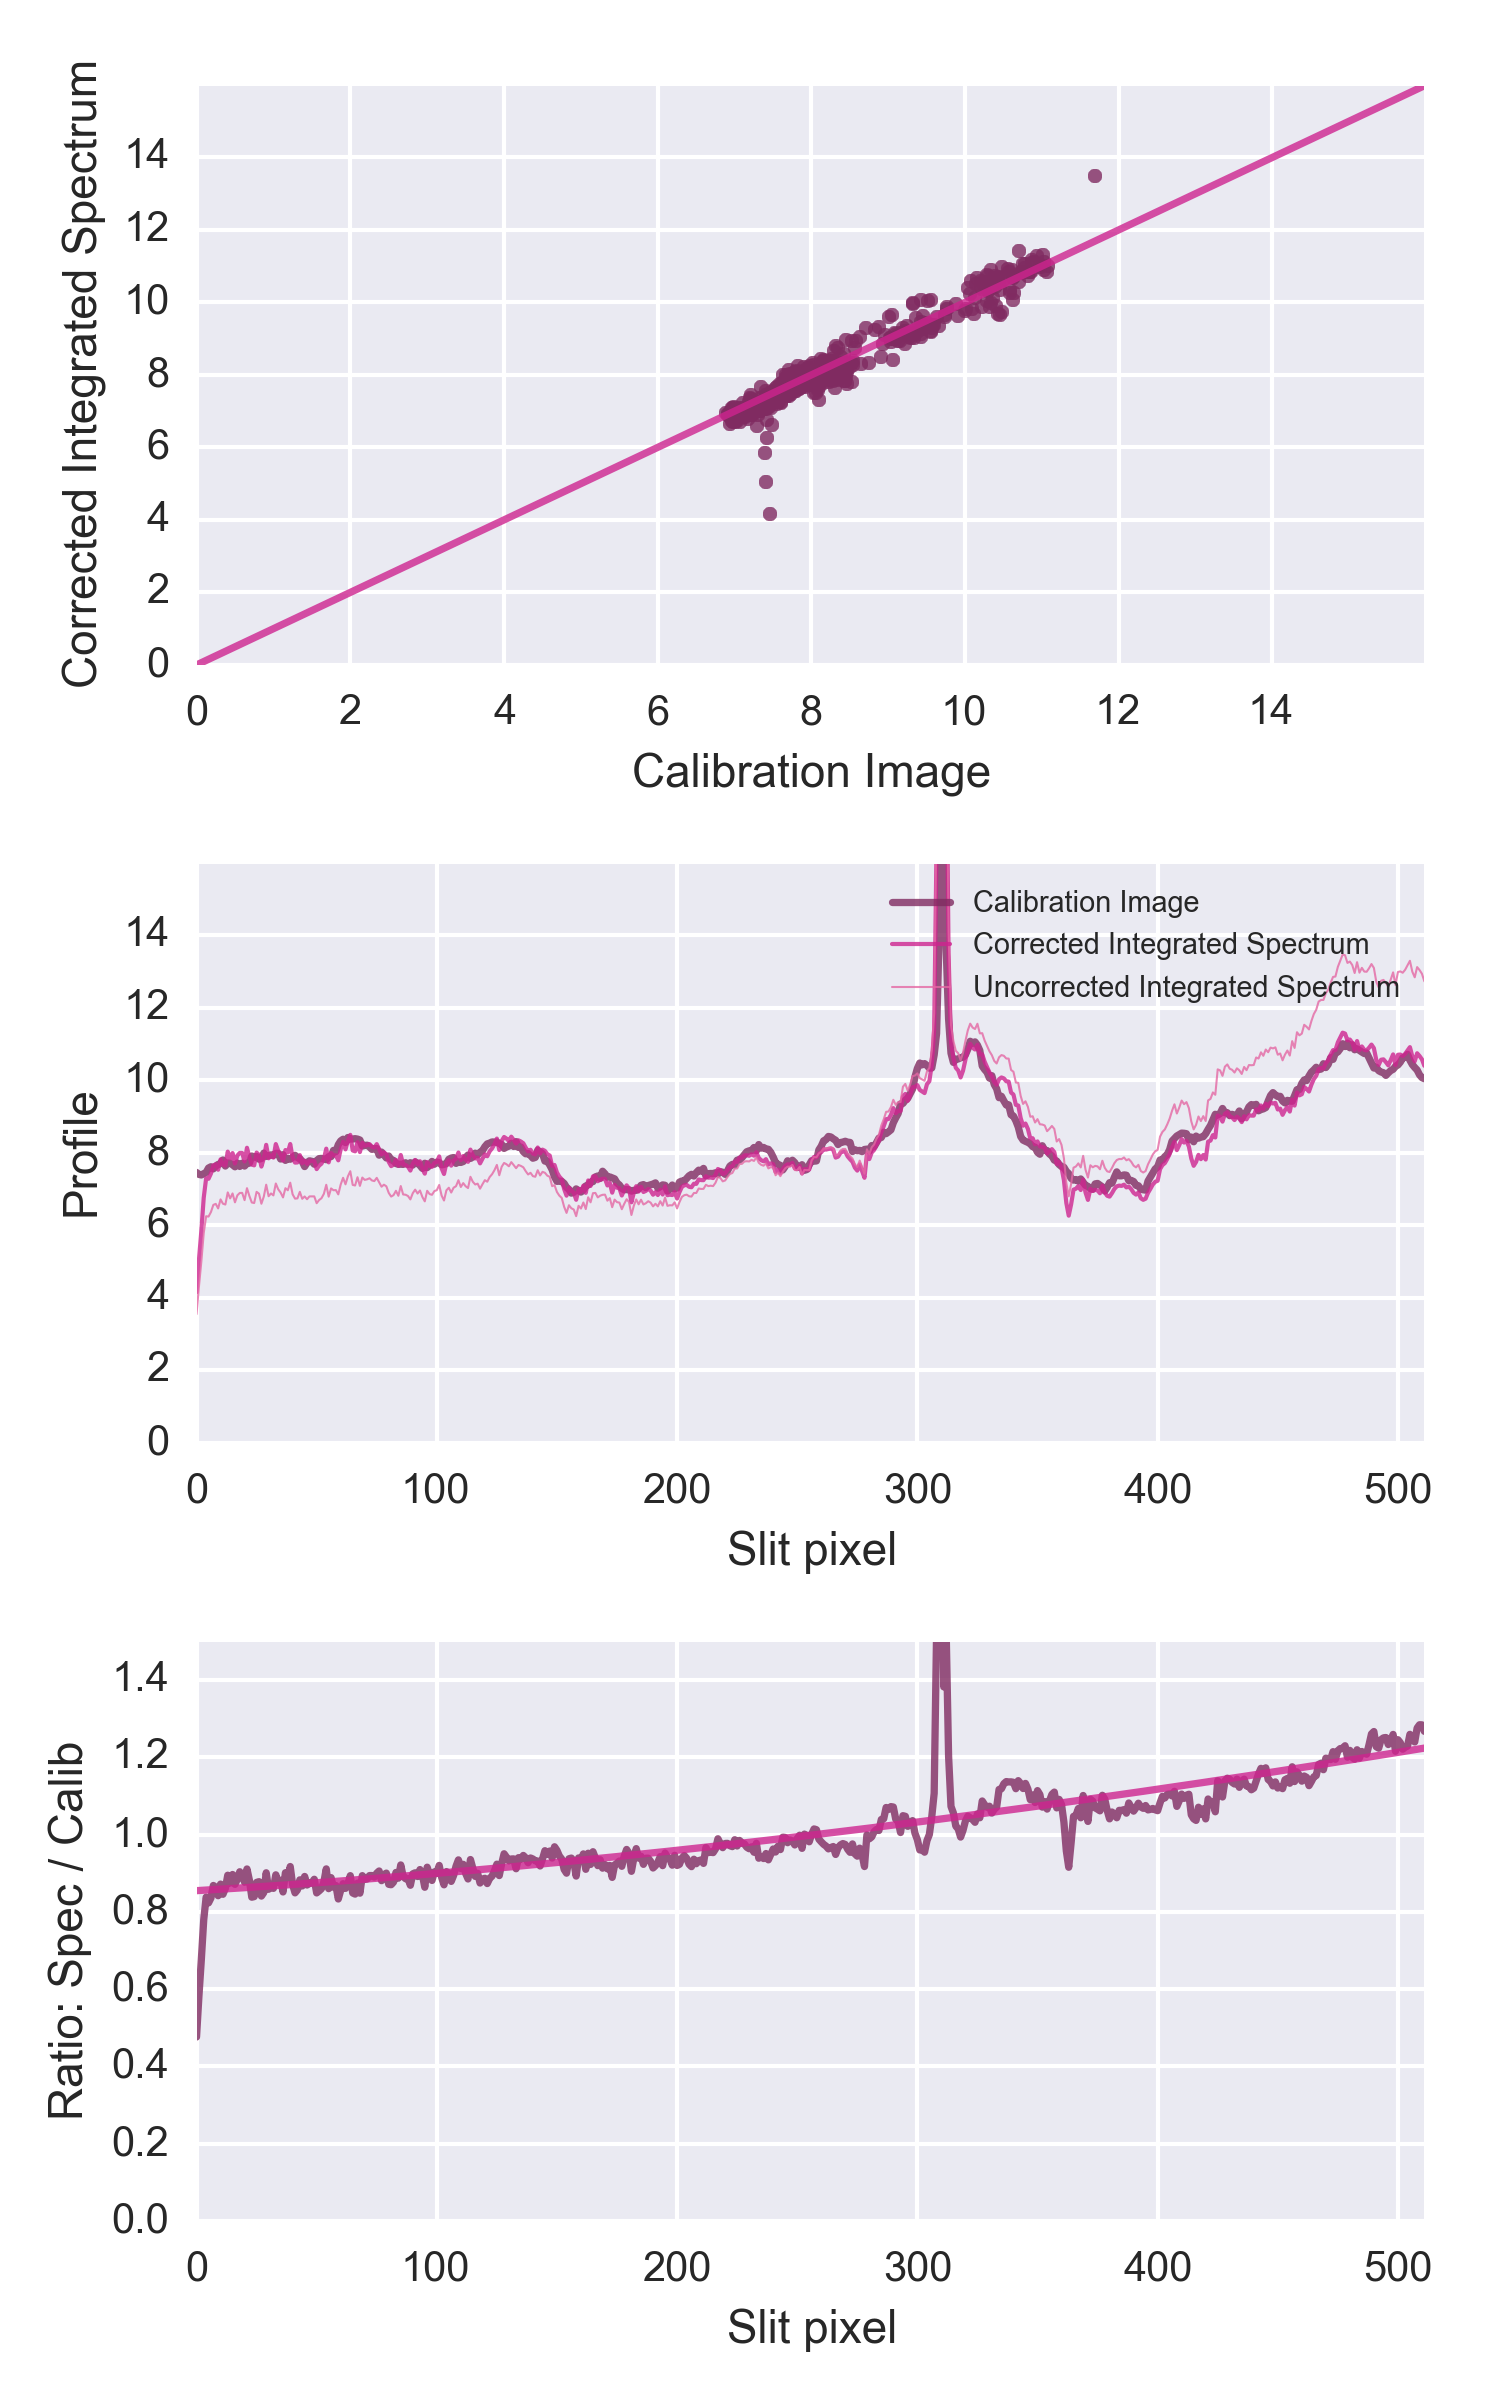 Corrected Integrated Spectrum
14
12
10
8
6
4
2
0
0 2 4 6 8 10 12 14
Calibration Image
Profile
14
12
10
8
6
4
2
0
Calibration Image
Corrected Integrated Spectrum
Uncorrected Integrated Spectrum
0 100 200 300 400 500
Slit pixel
Ratio: Spec / Calib
1.4
1.2
1.0
0.8
0.6
0.4
0.2
0.0
0 100 200 300 400 500
Slit pixel